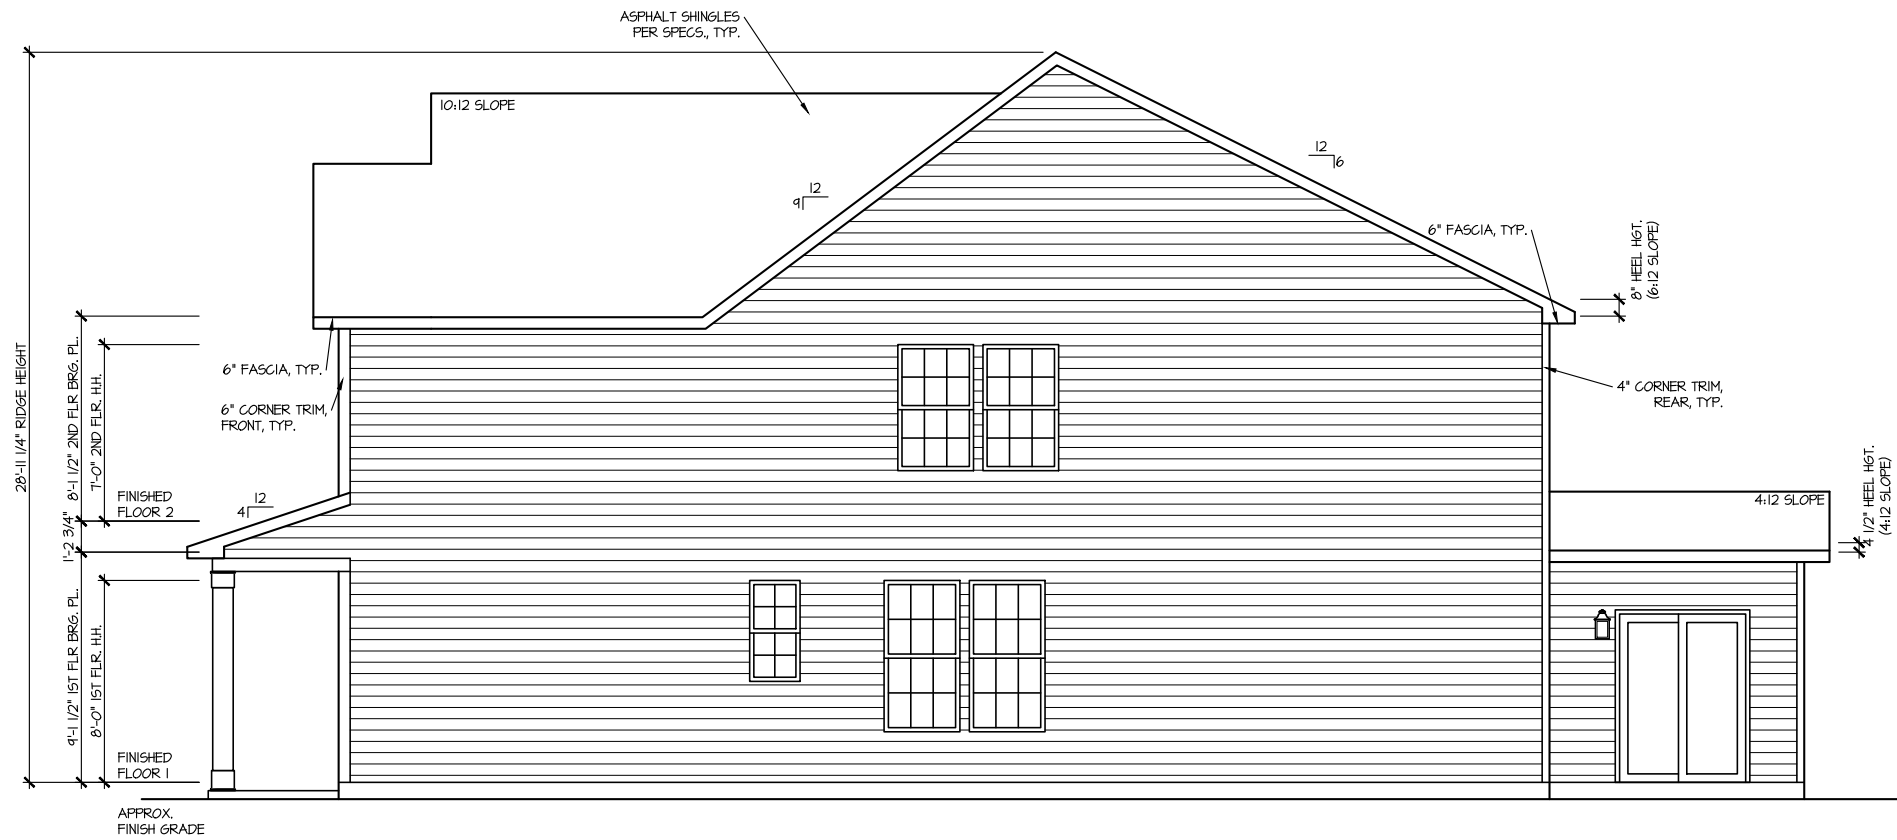 ASPHALT SHINGLES
PER SPECS., TYP.
10:12 SLOPE
12
9
12
6
6" FASCIA, TYP.
8" HEEL HGT.
(6:12 SLOPE)
28'-11 1/4" RIDGE HEIGHT
8'-1 1/2" 2ND FLR BRG. PL.
7'-0" 2ND FLR. H.H.
6" FASCIA, TYP.
6" CORNER TRIM,
FRONT, TYP.
4" CORNER TRIM,
REAR, TYP.
FINISHED
FLOOR 2
12
4
1'-2 3/4"
4:12 SLOPE
4 1/2" HEEL HGT.
(4:12 SLOPE)
9'-1 1/2" 1ST FLR BRG. PL.
8'-0" 1ST FLR. H.H.
FINISHED
FLOOR 1
APPROX.
FINISH GRADE